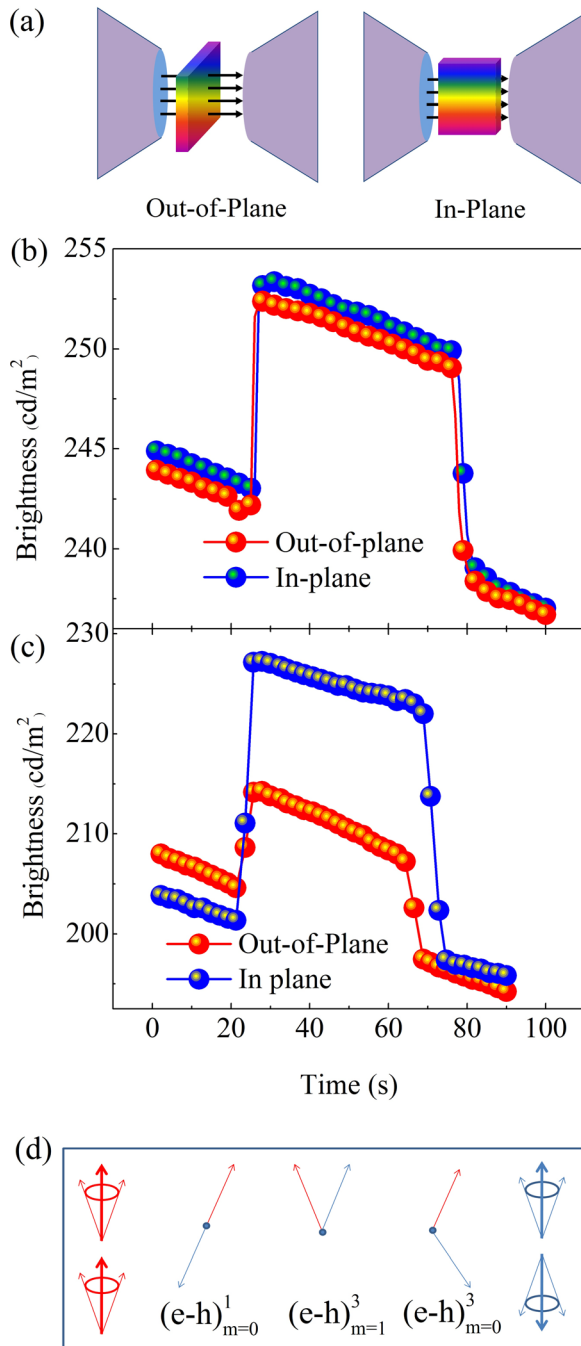 (a)
Out-of-Plane In-Plane
(b)
255
250
245
240
Brightness (cd/m²)
Out-of-plane
In-plane
(c)
230
220
210
200
Brightness (cd/m²)
Out-of-Plane
In plane
0 20 40 60 80 100
Time (s)
(d)
(e-h)¹ₘ₌₀ (e-h)³ₘ₌₁ (e-h)³ₘ₌₀